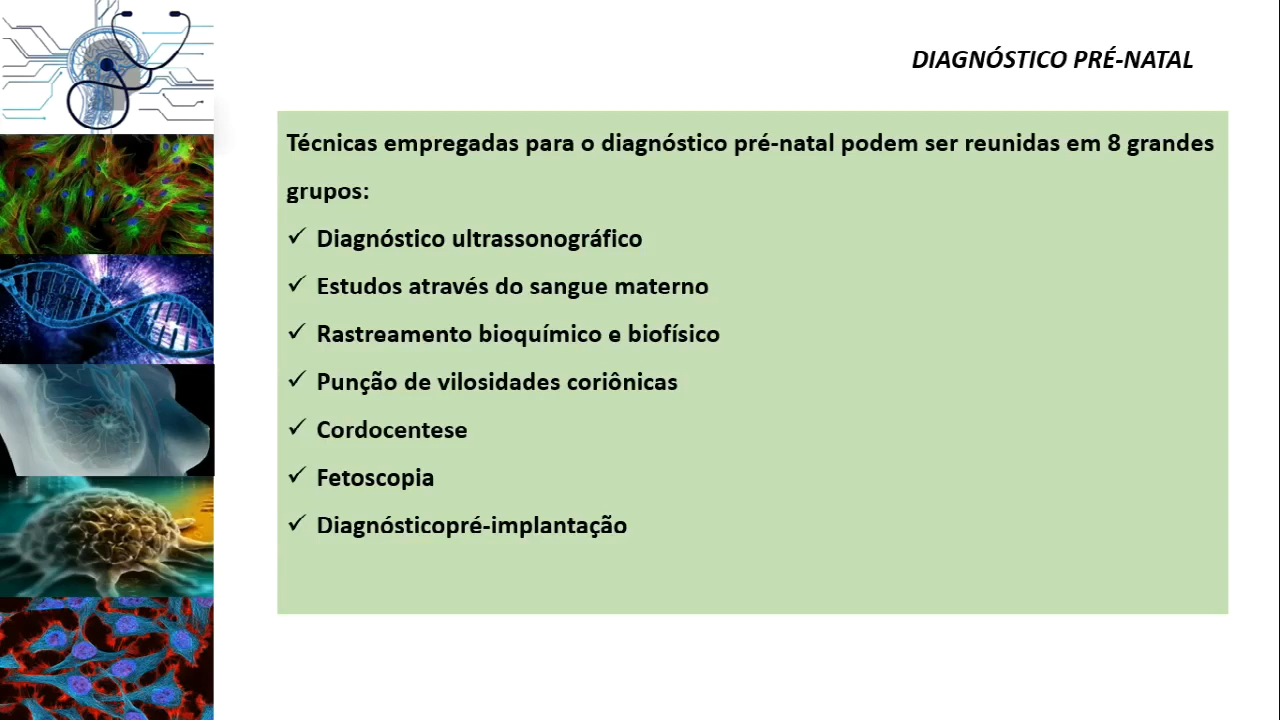 DIAGNÓSTICO PRÉ-NATAL
Técnicas empregadas para o diagnóstico pré-natal podem ser reunidas em 8 grandes
grupos:
✓ Diagnóstico ultrassonográfico
✓ Estudos através do sangue materno
✓ Rastreamento bioquímico e biofísico
✓ Punção de vilosidades coriônicas
✓ Cordocentese
✓ Fetoscopia
✓ Diagnósticopré-implantação